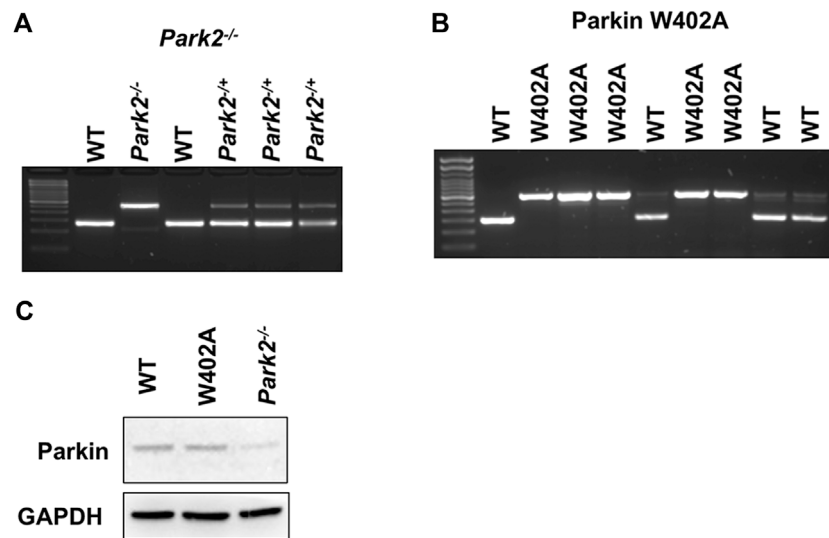 A
Park2-/-
WT
Park2-/-
WT
Park2-/+
Park2-/+
Park2-/+
B
Parkin W402A
WT
W402A
W402A
W402A
WT
W402A
W402A
WT
WT
C
WT
W402A
Park2-/-
Parkin
GAPDH